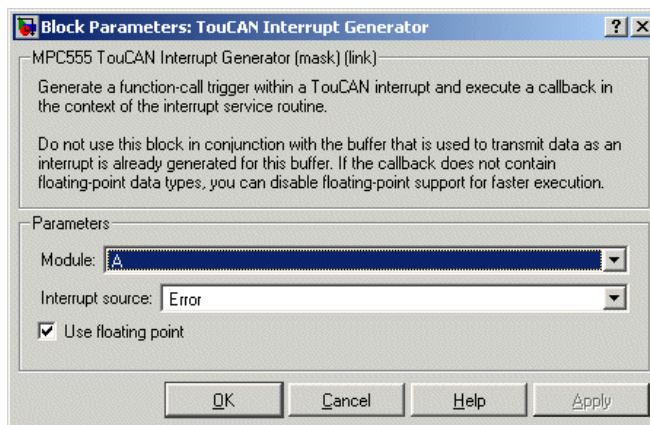 Block Parameters: TouCAN Interrupt Generator
MPC555 TouCAN Interrupt Generator (mask) (link)
Generate a function-call trigger within a TouCAN interrupt and execute a callback in
the context of the interrupt service routine.
Do not use this block in conjunction with the buffer that is used to transmit data as an
interrupt is already generated for this buffer. If the callback does not contain
floating-point data types, you can disable floating-point support for faster execution.
Parameters
Module: A
Interrupt source: Error
Use floating point
OK Cancel Help Apply